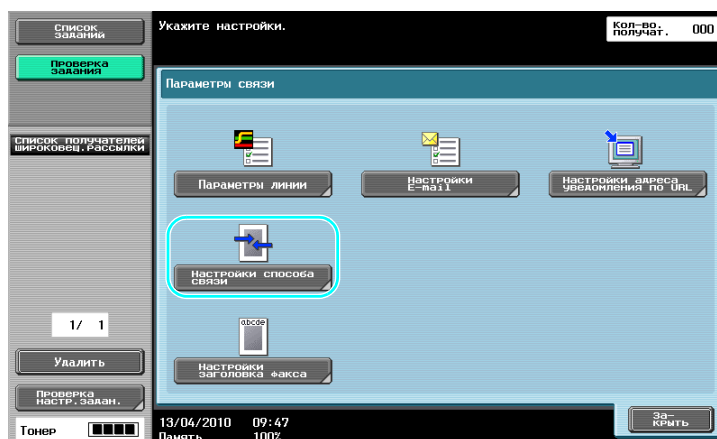 Список
заданий
Укажите настройки.
Кол-во.
получат.
000
Проверка
задания
Параметры связи
Список получателей
широковещ.рассылки
Параметры линии
Настройки
E-mail
Настройки адреса
уведомления по URL
Настройки способа
связи
abcde
1/ 1
Настройки
заголовка факса
Удалить
Проверка
настр.задан.
За-
крыть
Тонер
13/04/2010 09:47
Память 100%